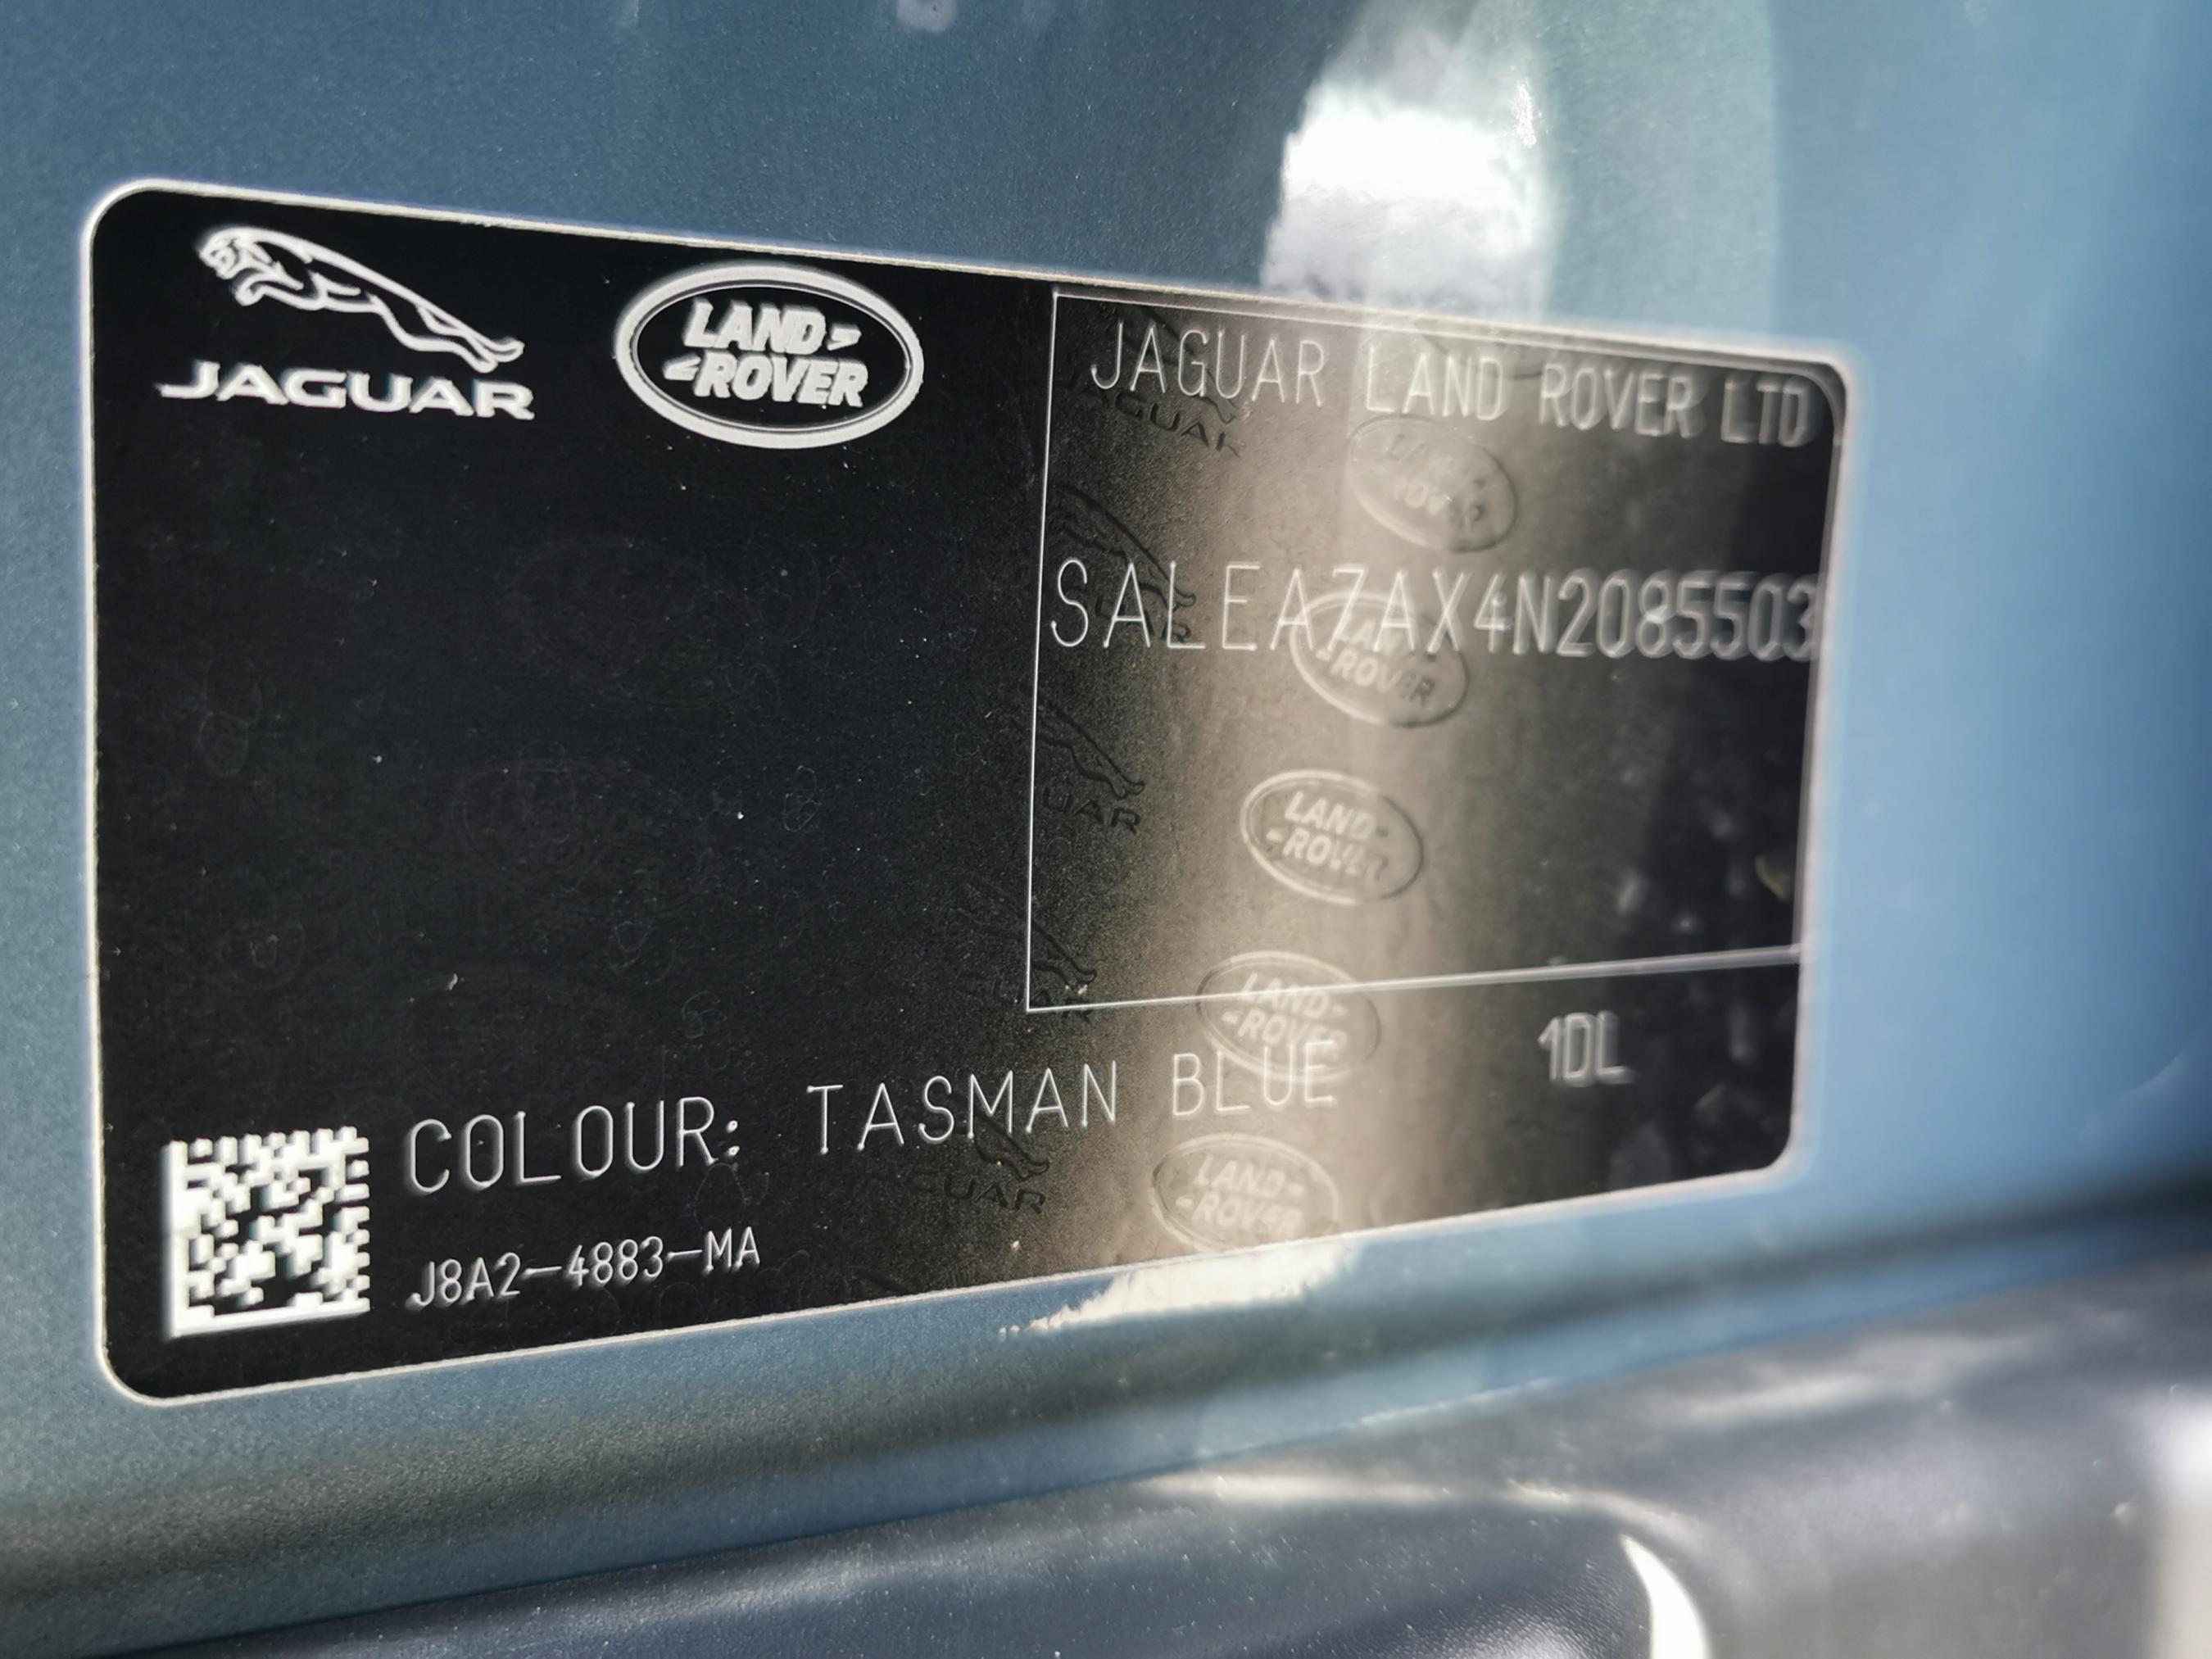 JAGUAR
LAND-
-ROVER
JAGUAR LAND ROVER LTD
SALEA7AX4N2085503
1DL
COLOUR: TASMAN BLUE
J8A2-4883-MA